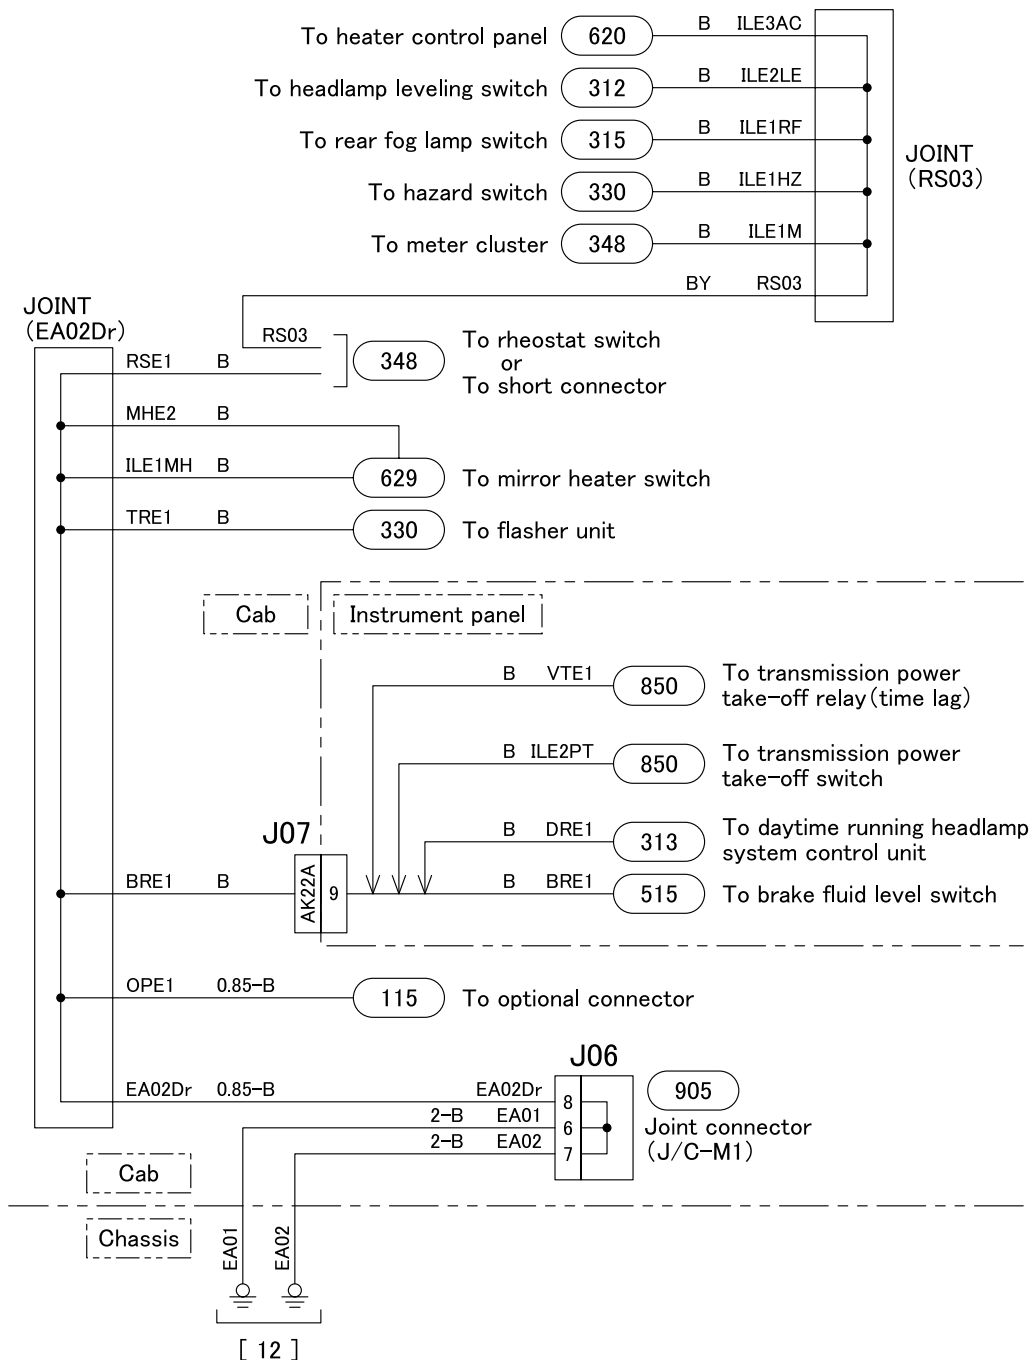 To heater control panel 620 B ILE3AC
To headlamp leveling switch 312 B ILE2LE
To rear fog lamp switch 315 B ILE1RF
To hazard switch 330 B ILE1HZ
To meter cluster 348 B ILE1M
JOINT
(RS03)
BY RS03
JOINT
(EA02Dr)
RS03
RSE1 B
348
To rheostat switch
or
To short connector
MHE2 B
ILE1MH B 629 To mirror heater switch
TRE1 B 330 To flasher unit
Cab
Instrument panel
B VTE1 850 To transmission power
take-off relay(time lag)
B ILE2PT 850 To transmission power
take-off switch
J07
B DRE1 313 To daytime running headlamp
system control unit
BRE1 B AK22A 9 B BRE1 515 To brake fluid level switch
OPE1 0.85-B 115 To optional connector
J06
EA02Dr 0.85-B EA02Dr 8
905
2-B EA01 6
2-B EA02 7
Joint connector
(J/C-M1)
Cab
Chassis
EA01
EA02
[ 12 ]